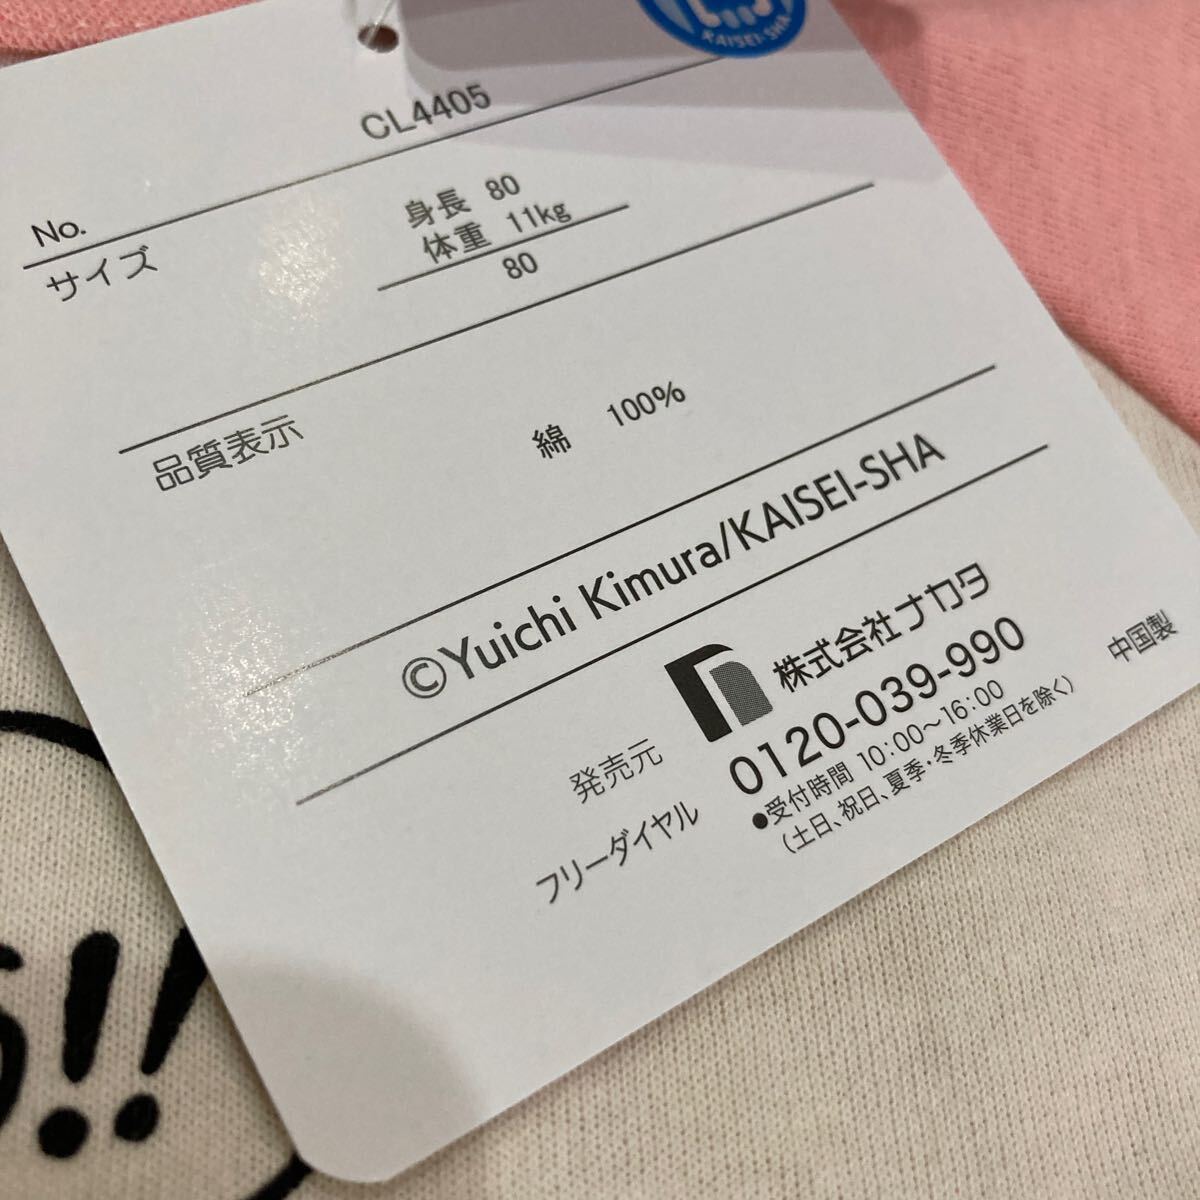 KAISEI-SHA
No. CL4405
サイズ 身長 80
体重 11kg
80
品質表示 綿 100%
©Yuichi Kimura/KAISEI-SHA
発売元 株式会社ナカタ
フリーダイヤル 0120-039-990
●受付時間 10:00〜16:00
(土日、祝日、夏季・冬季休業日を除く)
中国製
!!